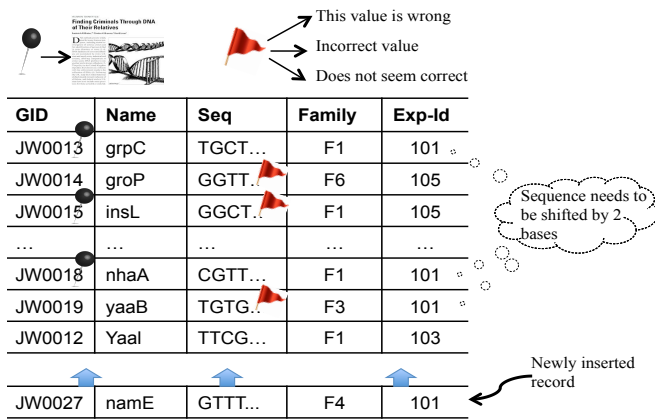 Finding Criminals Through DNA
of Their Relatives
This value is wrong
Incorrect value
Does not seem correct
GID Name Seq Family Exp-Id
JW0013 grpC TGCT... F1 101
JW0014 groP GGTT... F6 105
JW0015 insL GGCT... F1 105
... ... ... ... ...
JW0018 nhaA CGTT... F1 101
JW0019 yaaB TGTG... F3 101
JW0012 YaaI TTCG... F1 103
Sequence needs to
be shifted by 2
bases
Newly inserted
record
JW0027 namE GTTT... F4 101